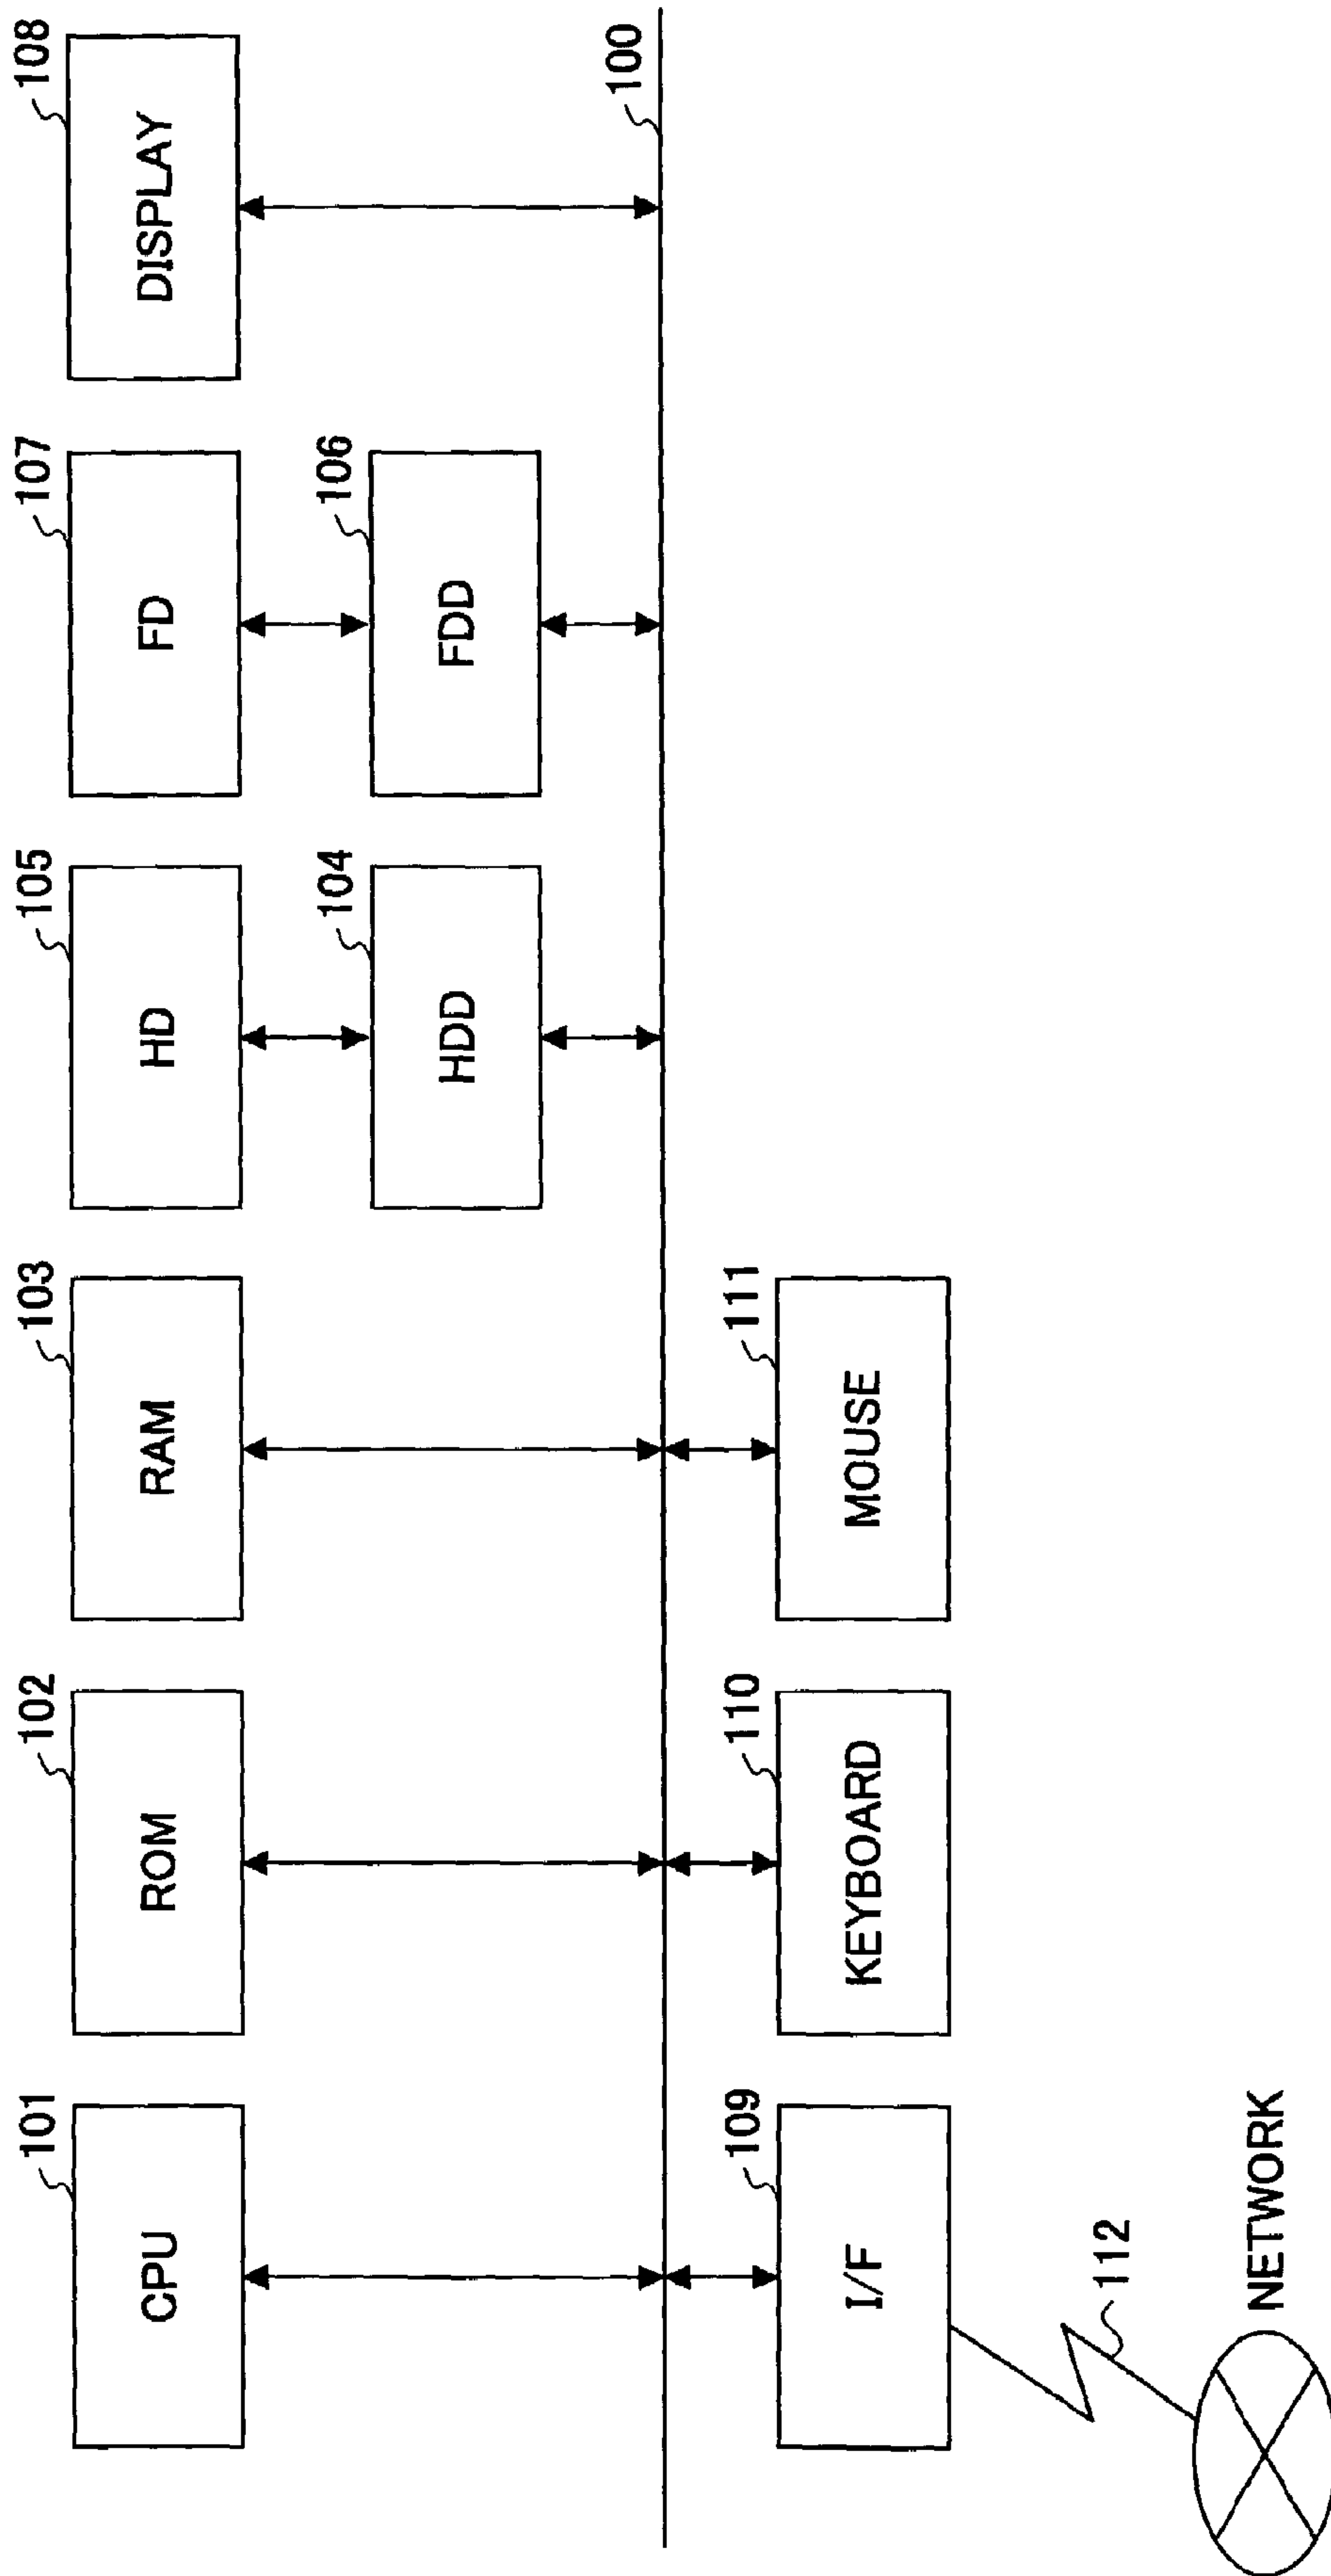 101
CPU
102
ROM
103
RAM
105
HD
107
FD
108
DISPLAY
104
HDD
106
FDD
100
109
I/F
110
KEYBOARD
111
MOUSE
112
NETWORK